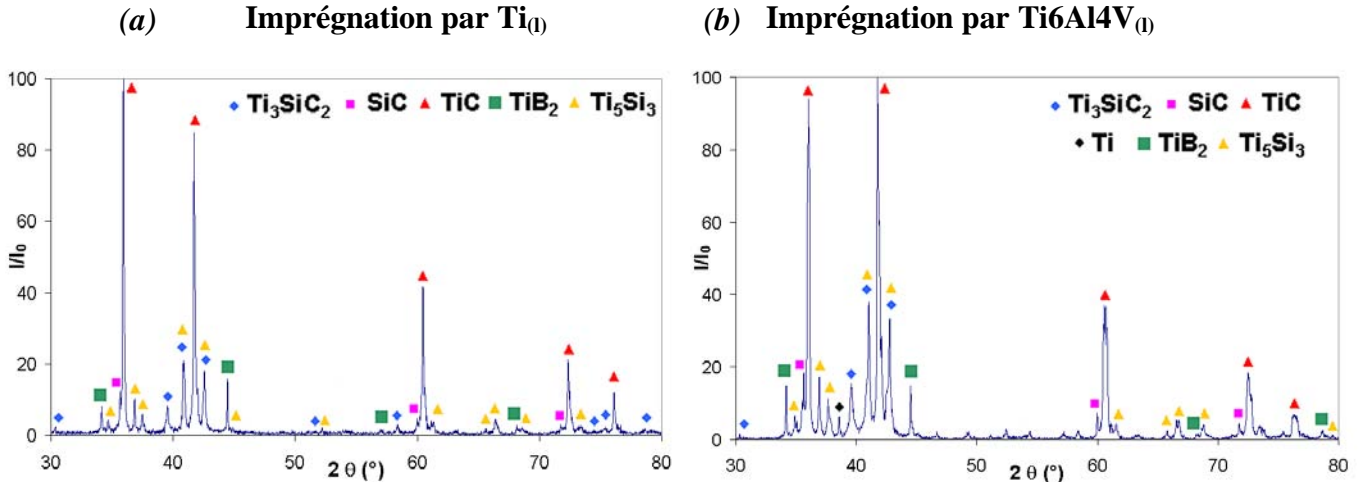 (a) Imprégnation par Ti(l)
100
80
60
40
20
0
I/I₀
30 40 50 60 70 80
2 θ (°)
Ti₃SiC₂ SiC TiC TiB₂ Ti₅Si₃
(b) Imprégnation par Ti6Al4V(l)
100
80
60
40
20
0
I/I₀
30 40 50 60 70 80
2 θ (°)
Ti₃SiC₂ SiC TiC
Ti TiB₂ Ti₅Si₃